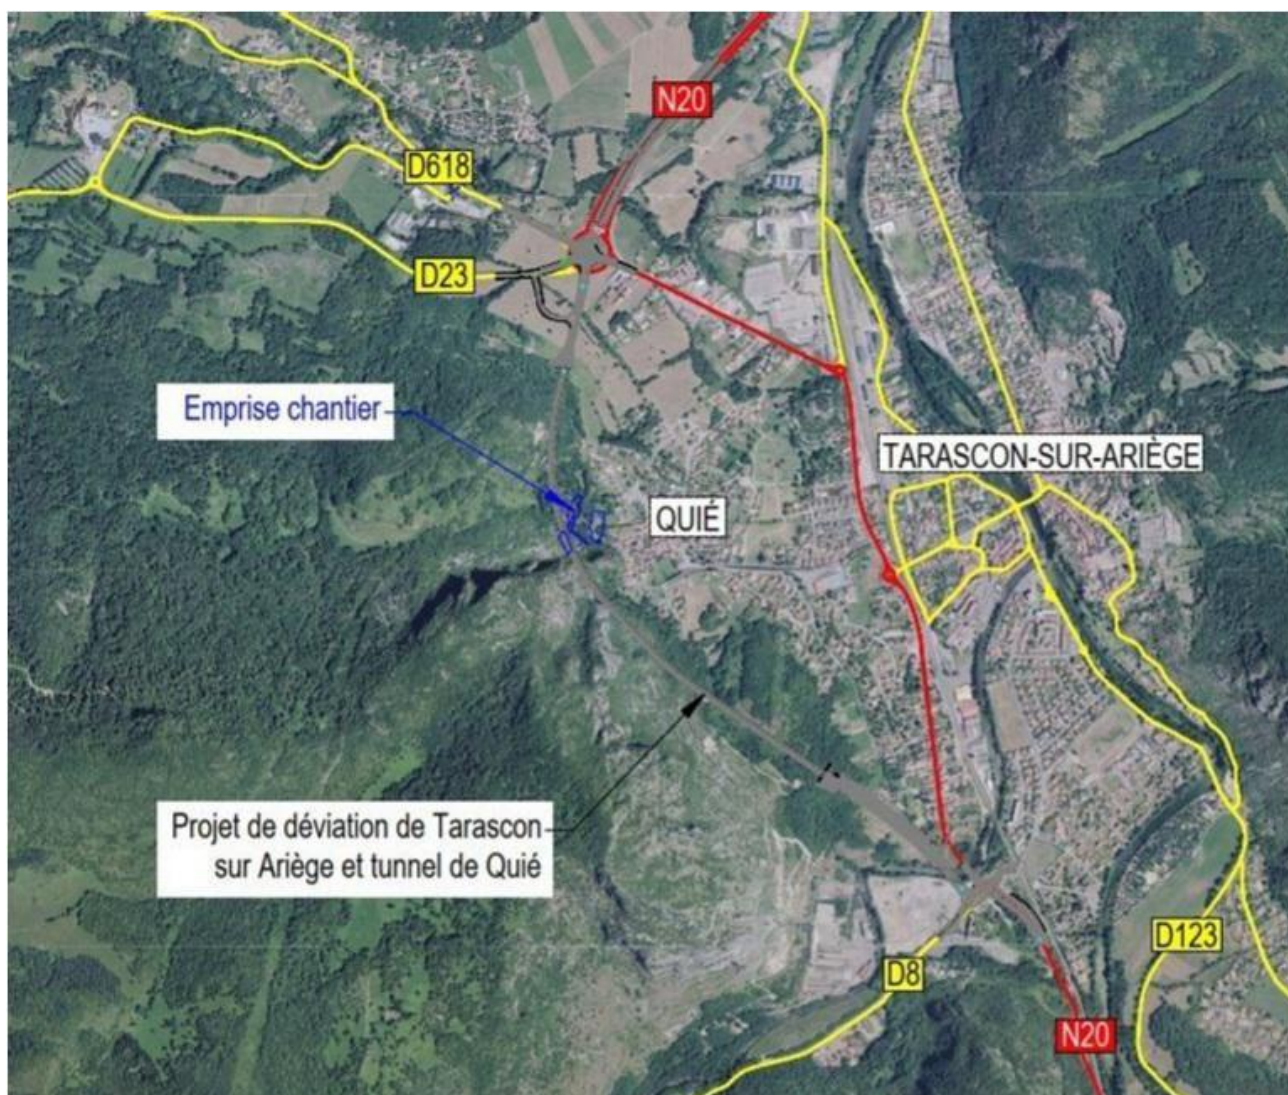 N20
D618
D23
Emprise chantier
TARASCON-SUR-ARIÈGE
QUIÉ
Projet de déviation de Tarascon
sur Ariège et tunnel de Quié
D123
D8
N20